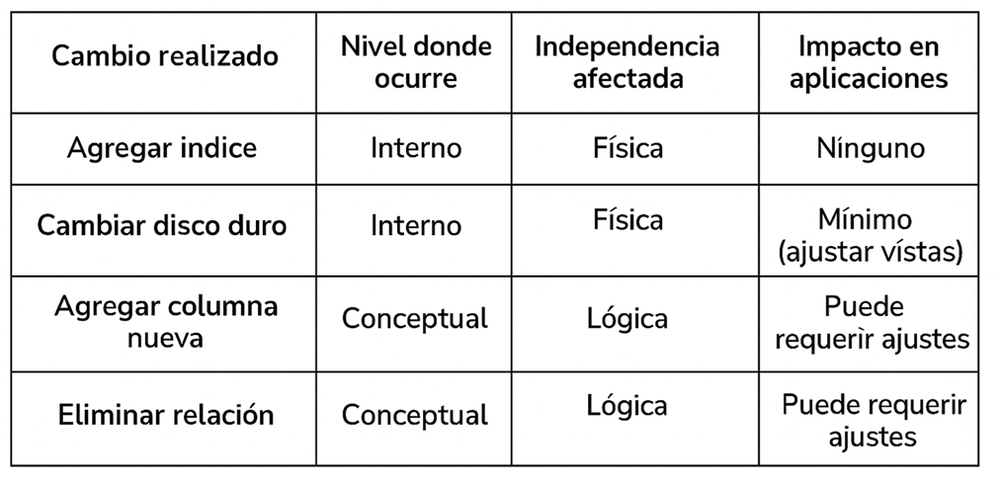 Cambio realizado
Nivel donde
ocurre
Independencia
afectada
Impacto en
aplicaciones
Agregar indice
Interno
Física
Nínguno
Cambiar disco duro
Interno
Física
Mínimo
(ajustar vístas)
Agregar columna
nueva
Conceptual
Lógica
Puede
requerìr ajustes
Eliminar relación
Conceptual
Lógica
Puede requerir
ajustes